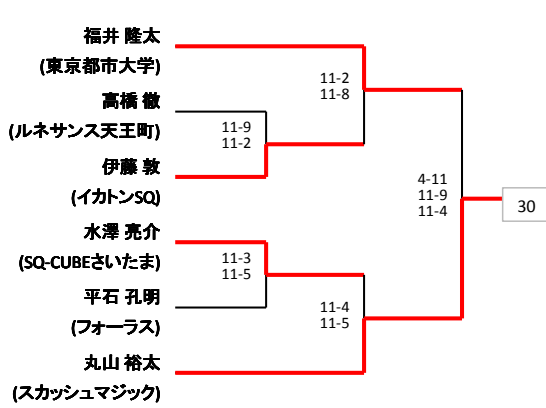 福井 隆太
(東京都市大学)
高橋 徹
(ルネサンス天王町)
伊藤 敦
(イカトンSQ)
水澤 亮介
(SQ-CUBEさいたま)
平石 孔明
(フォーラス)
丸山 裕太
(スカッシュマジック)
11-9
11-2
11-3
11-5
11-2
11-8
11-4
11-5
4-11
11-9
11-4
30